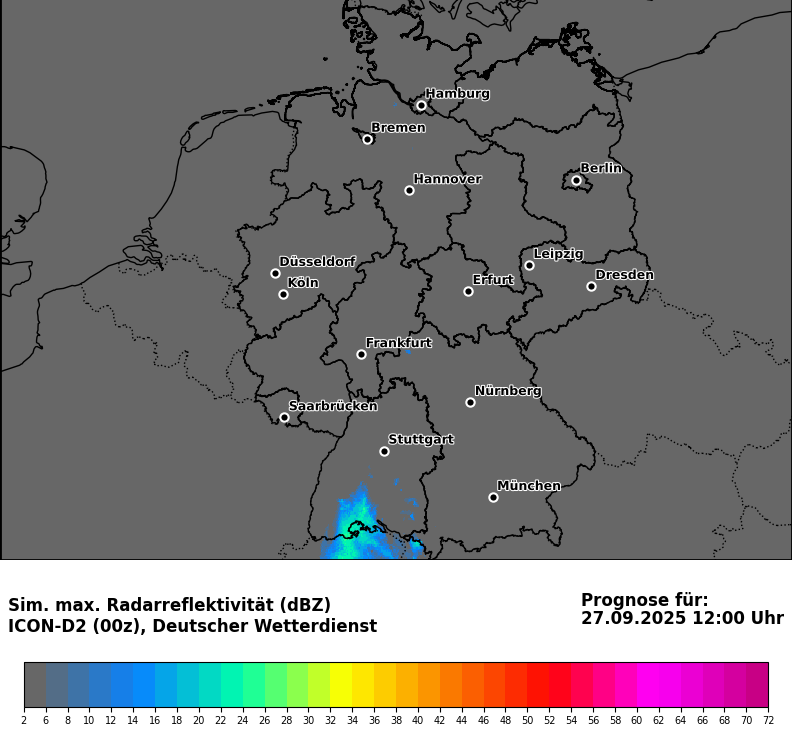 Hamburg
Bremen
Berlin
Hannover
Leipzig
Düsseldorf
Dresden
Köln
Erfurt
Frankfurt
Nürnberg
Saarbrücken
Stuttgart
München
Sim. max. Radarreflektivität (dBZ)
ICON-D2 (00z), Deutscher Wetterdienst
Prognose für:
27.09.2025 12:00 Uhr
2 6 8 10 12 14 16 18 20 22 24 26 28 30 32 34 36 38 40 42 44 46 48 50 52 54 56 58 60 62 64 66 68 70 72